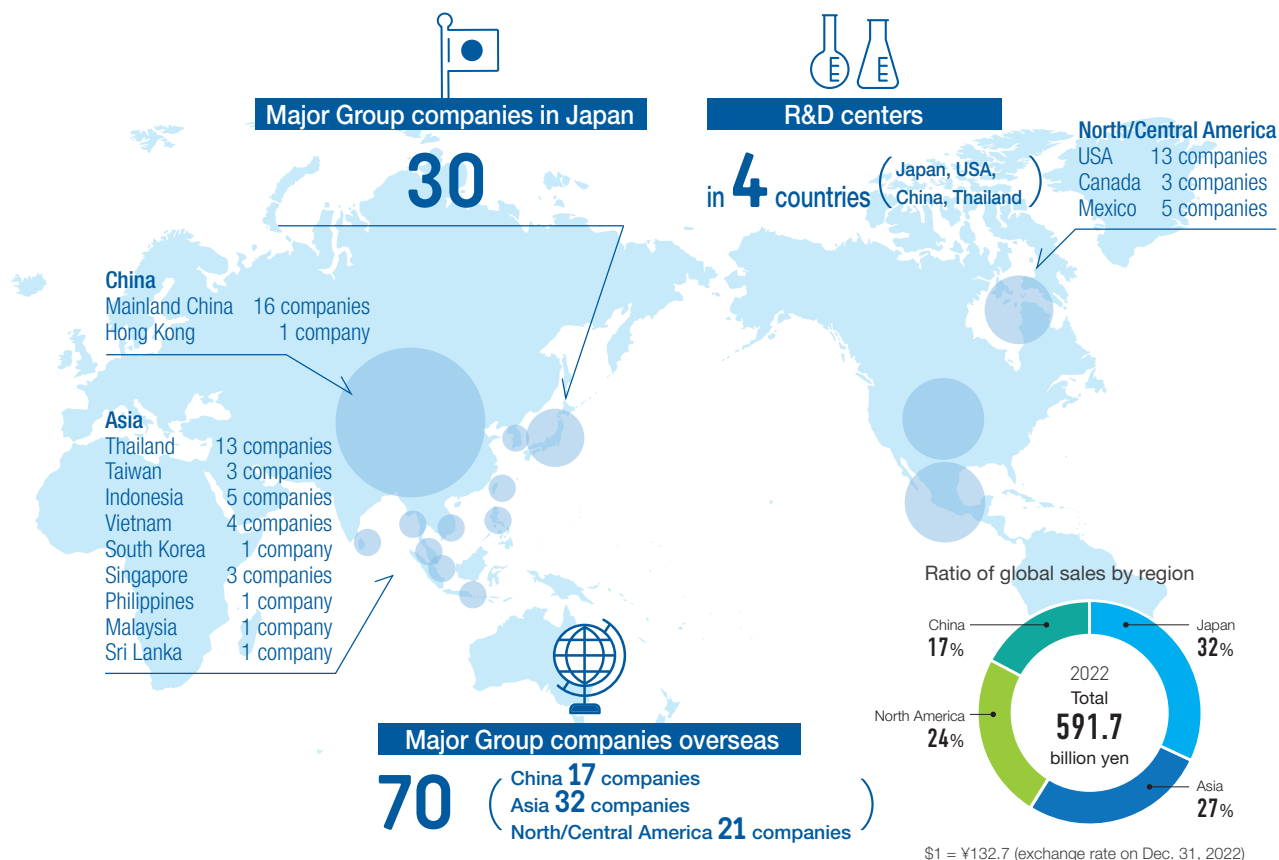 Major Group companies in Japan
30
R&D centers
in 4 countries
(Japan, USA,
China, Thailand)
North/Central America
USA 13 companies
Canada 3 companies
Mexico 5 companies
China
Mainland China 16 companies
Hong Kong 1 company
Asia
Thailand 13 companies
Taiwan 3 companies
Indonesia 5 companies
Vietnam 4 companies
South Korea 1 company
Singapore 3 companies
Philippines 1 company
Malaysia 1 company
Sri Lanka 1 company
Major Group companies overseas
70
(China 17 companies
Asia 32 companies
North/Central America 21 companies)
Ratio of global sales by region
China
17%
Japan
32%
North America
24%
Asia
27%
2022
Total
591.7
billion yen
$1 = ¥132.7 (exchange rate on Dec. 31, 2022)